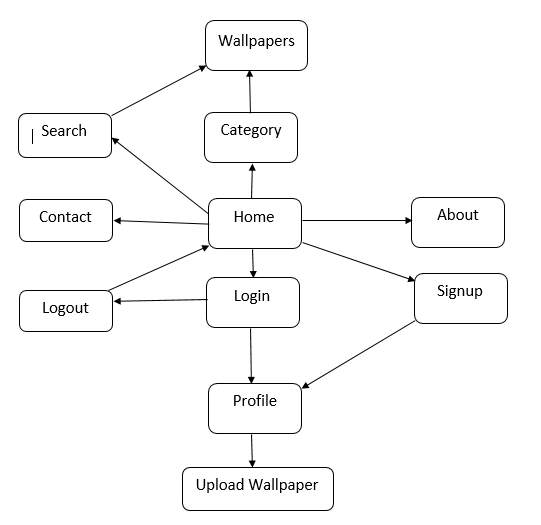 Wallpapers
Search
Category
Contact
Home
About
Logout
Login
Signup
Profile
Upload Wallpaper